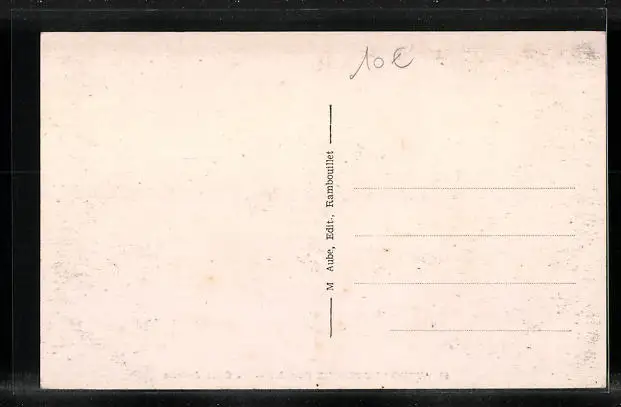 10 €
M Aube, Edit., Rambouillet